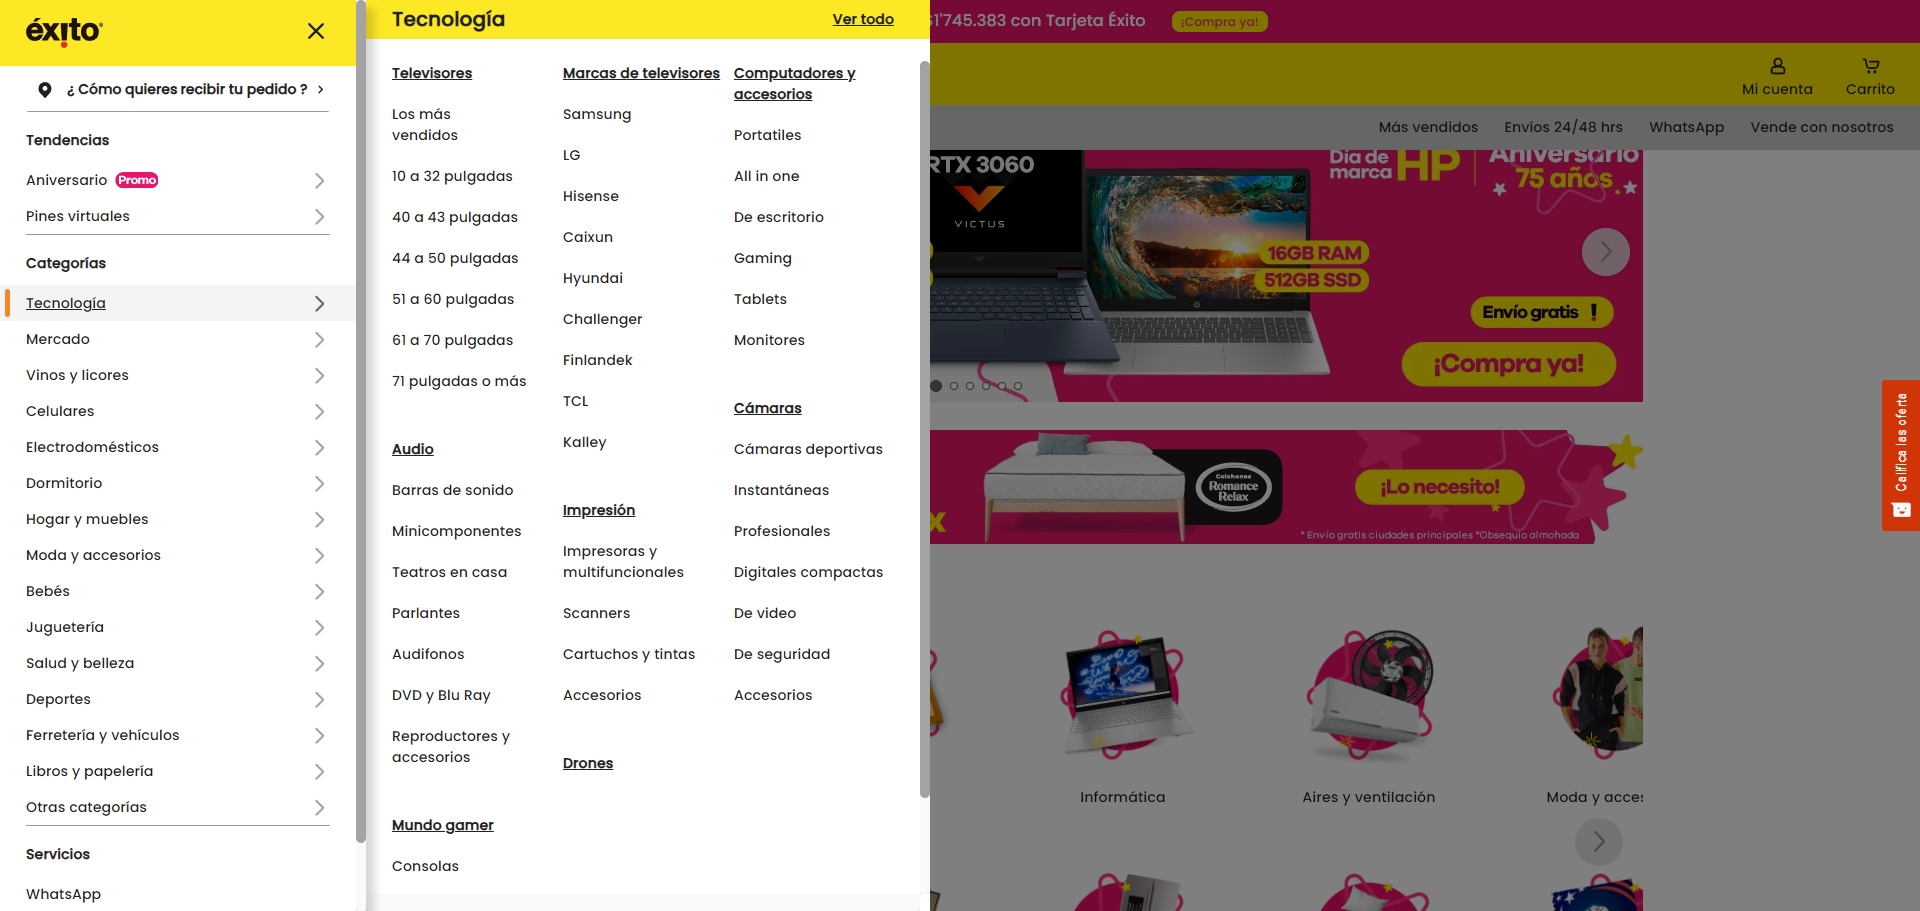 éxito
¿ Cómo quieres recibir tu pedido ?
Tendencias
Aniversario Promo
Pines virtuales
Categorías
Tecnología
Mercado
Vinos y licores
Celulares
Electrodomésticos
Dormitorio
Hogar y muebles
Moda y accesorios
Bebés
Juguetería
Salud y belleza
Deportes
Ferretería y vehículos
Libros y papelería
Otras categorías
Servicios
WhatsApp
Tecnología
Ver todo
Televisores
Los más
vendidos
10 a 32 pulgadas
40 a 43 pulgadas
44 a 50 pulgadas
51 a 60 pulgadas
61 a 70 pulgadas
71 pulgadas o más
Audio
Barras de sonido
Minicomponentes
Teatros en casa
Parlantes
Audifonos
DVD y Blu Ray
Reproductores y
accesorios
Mundo gamer
Consolas
Marcas de televisores
Samsung
LG
Hisense
Caixun
Hyundai
Challenger
Finlandek
TCL
Kalley
Impresión
Impresoras y
multifuncionales
Scanners
Cartuchos y tintas
Accesorios
Drones
Computadores y
accesorios
Portatiles
All in one
De escritorio
Gaming
Tablets
Monitores
Cámaras
Cámaras deportivas
Instantáneas
Profesionales
Digitales compactas
De video
De seguridad
Accesorios
$1'745.383 con Tarjeta Éxito
¡Compra ya!
Mi cuenta
Carrito
Más vendidos
Envíos 24/48 hrs
WhatsApp
Vende con nosotros
RTX 3060
VICTUS
Día de
marca HP
Aniversario
75 años
16GB RAM
512GB SSD
Envío gratis !
¡Compra ya!
Colchones
Romance
Relax
¡Lo necesito!
* Envío gratis ciudades principales *Obsequio almohada
Califica las oferta
Informática
Aires y ventilación
Moda y acces